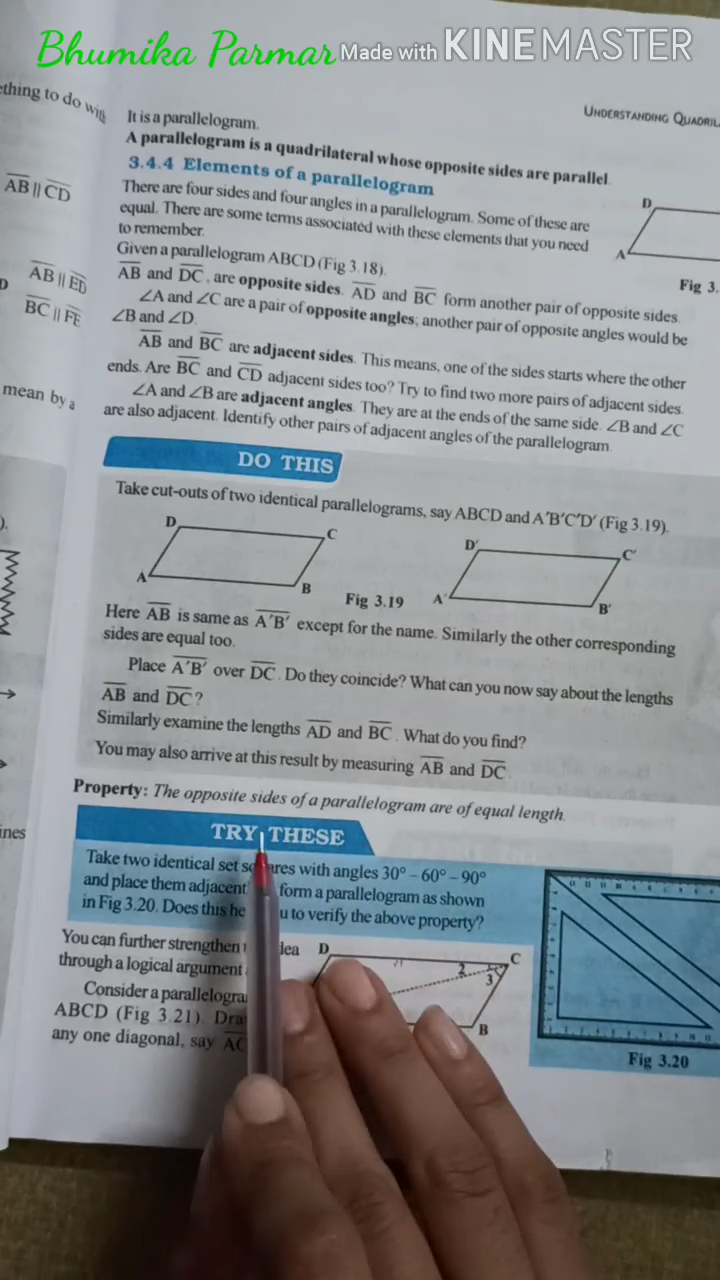 Bhumika Parmar Made with KINEMASTER
UNDERSTANDING QUADRIL
ething to do with
AB || CD
AB || ED
BC || FE
mean by a
ines
It is a parallelogram.
A parallelogram is a quadrilateral whose opposite sides are parallel.
3.4.4 Elements of a parallelogram
There are four sides and four angles in a parallelogram. Some of these are
equal. There are some terms associated with these elements that you need
to remember.
Given a parallelogram ABCD (Fig 3.18).
AB and DC, are opposite sides. AD and BC form another pair of opposite sides.
∠A and ∠C are a pair of opposite angles; another pair of opposite angles would be
∠B and ∠D.
AB and BC are adjacent sides. This means, one of the sides starts where the other
ends. Are BC and CD adjacent sides too? Try to find two more pairs of adjacent sides.
∠A and ∠B are adjacent angles. They are at the ends of the same side. ∠B and ∠C
are also adjacent. Identify other pairs of adjacent angles of the parallelogram.
D
A
Fig 3.
DO THIS
Take cut-outs of two identical parallelograms, say ABCD and A′B′C′D′ (Fig 3.19).
D C D′ C′
A B Fig 3.19 A′ B′
Here AB is same as A′B′ except for the name. Similarly the other corresponding
sides are equal too.
Place A′B′ over DC. Do they coincide? What can you now say about the lengths
AB and DC?
Similarly examine the lengths AD and BC. What do you find?
You may also arrive at this result by measuring AB and DC.
Property: The opposite sides of a parallelogram are of equal length.
TRY THESE
Take two identical set squares with angles 30° – 60° – 90°
and place them adjacent form a parallelogram as shown
in Fig 3.20. Does this he u to verify the above property?
You can further strengthen idea
through a logical argument
Consider a parallelogra
ABCD (Fig 3.21). Dra
any one diagonal, say AC
D C
2
3
B
Fig 3.20